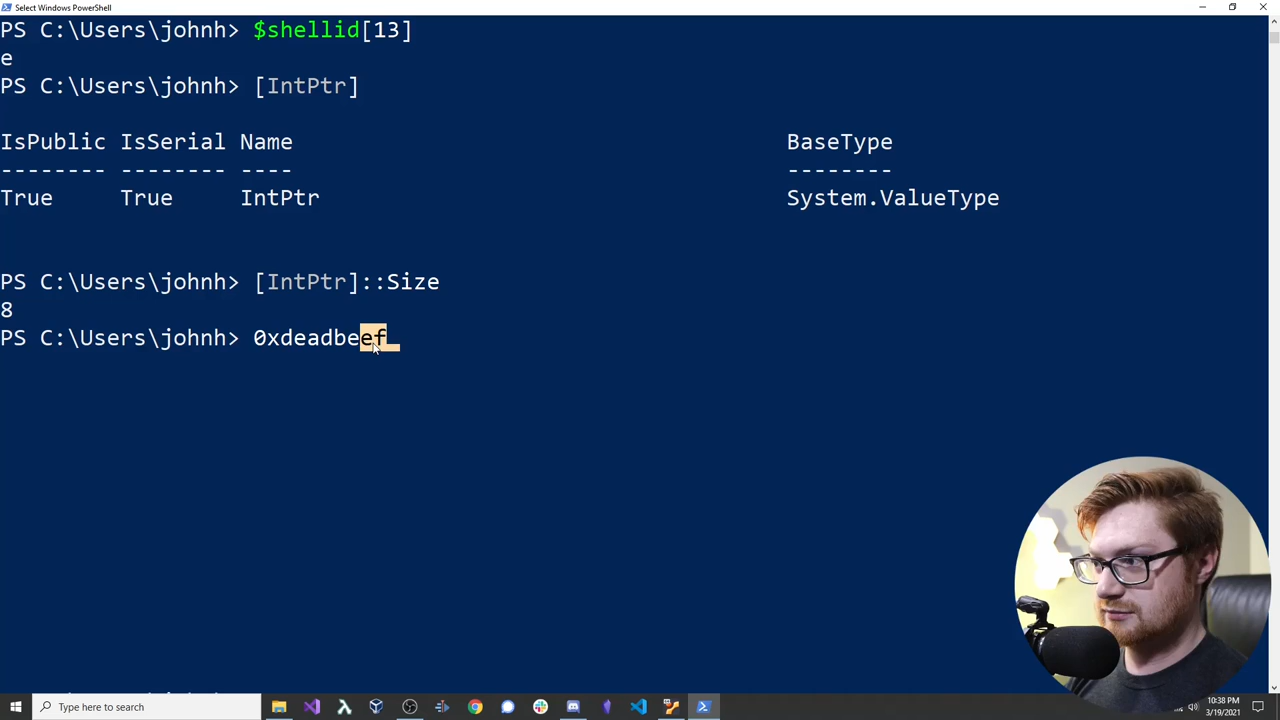 Select Windows PowerShell
PS C:\Users\johnh> $shellid[13]
e
PS C:\Users\johnh> [IntPtr]
IsPublic IsSerial Name BaseType
-------- -------- ---- --------
True True IntPtr System.ValueType
PS C:\Users\johnh> [IntPtr]::Size
8
PS C:\Users\johnh> 0xdeadbeef
Type here to search
10:38 PM
3/19/2021